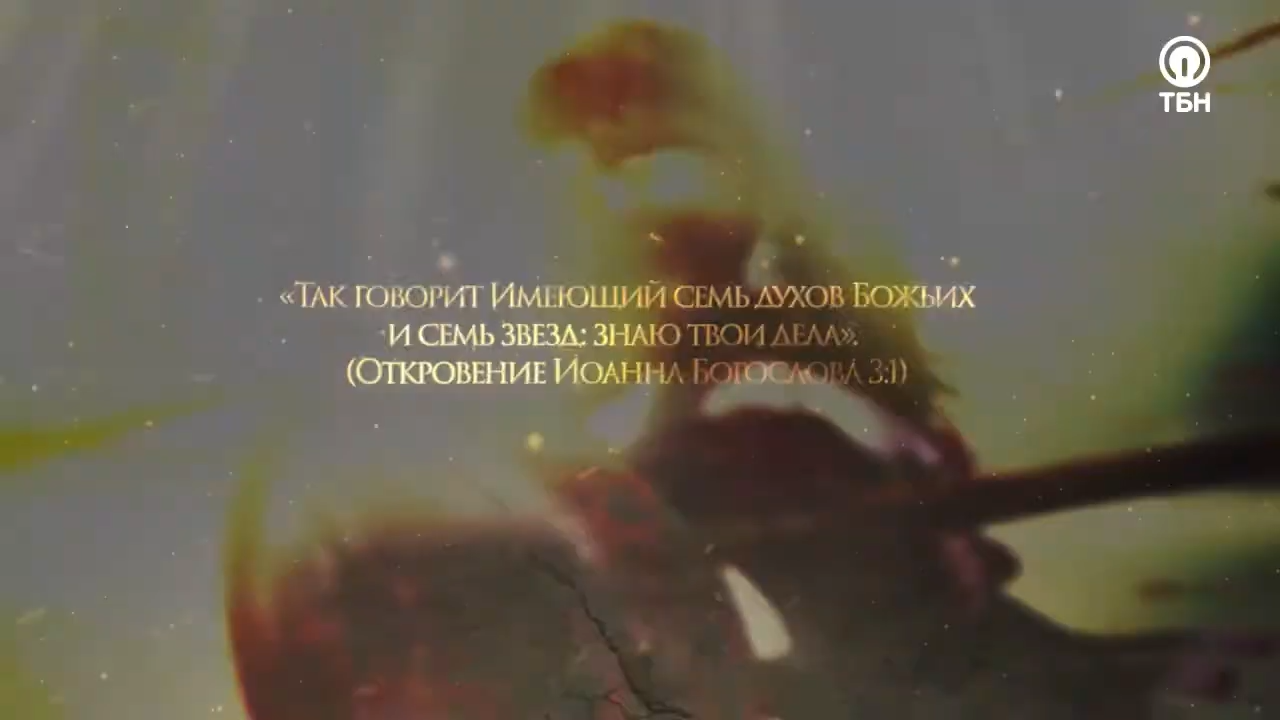 ТБН
«Так говорит Имеющий семь духов Божьих
и семь звезд: знаю твои дела».
(Откровение Иоанна Богослова 3:1)